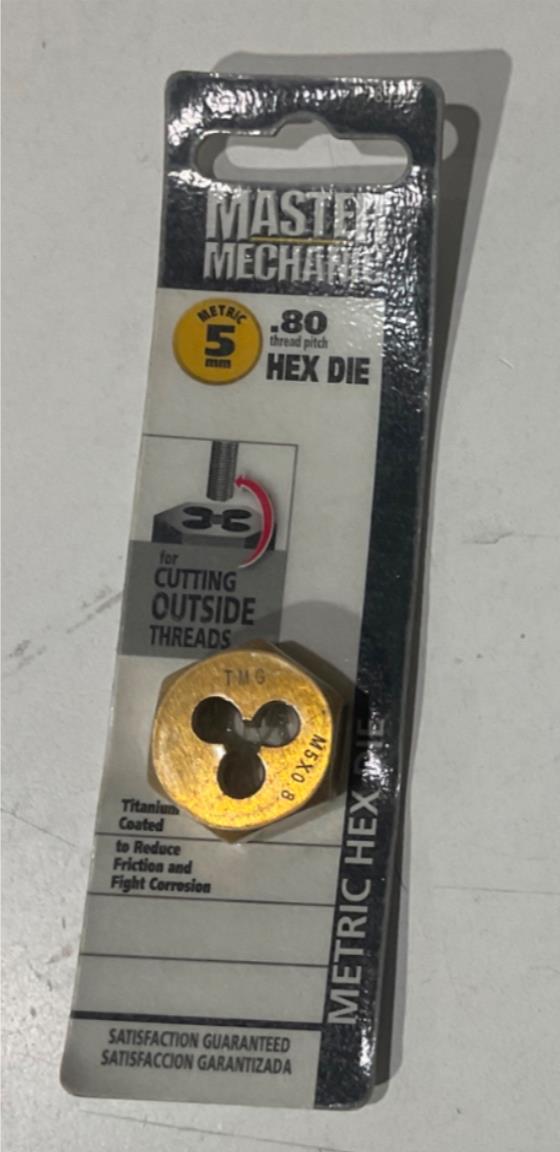 MASTER
MECHANIC
METRIC
5
mm
.80
thread pitch
HEX DIE
for
CUTTING
OUTSIDE
THREADS
TMG
M5X0.8
Titanium
Coated
to Reduce
Friction and
Fight Corrosion
METRIC HEX DIE
SATISFACTION GUARANTEED
SATISFACCION GARANTIZADA